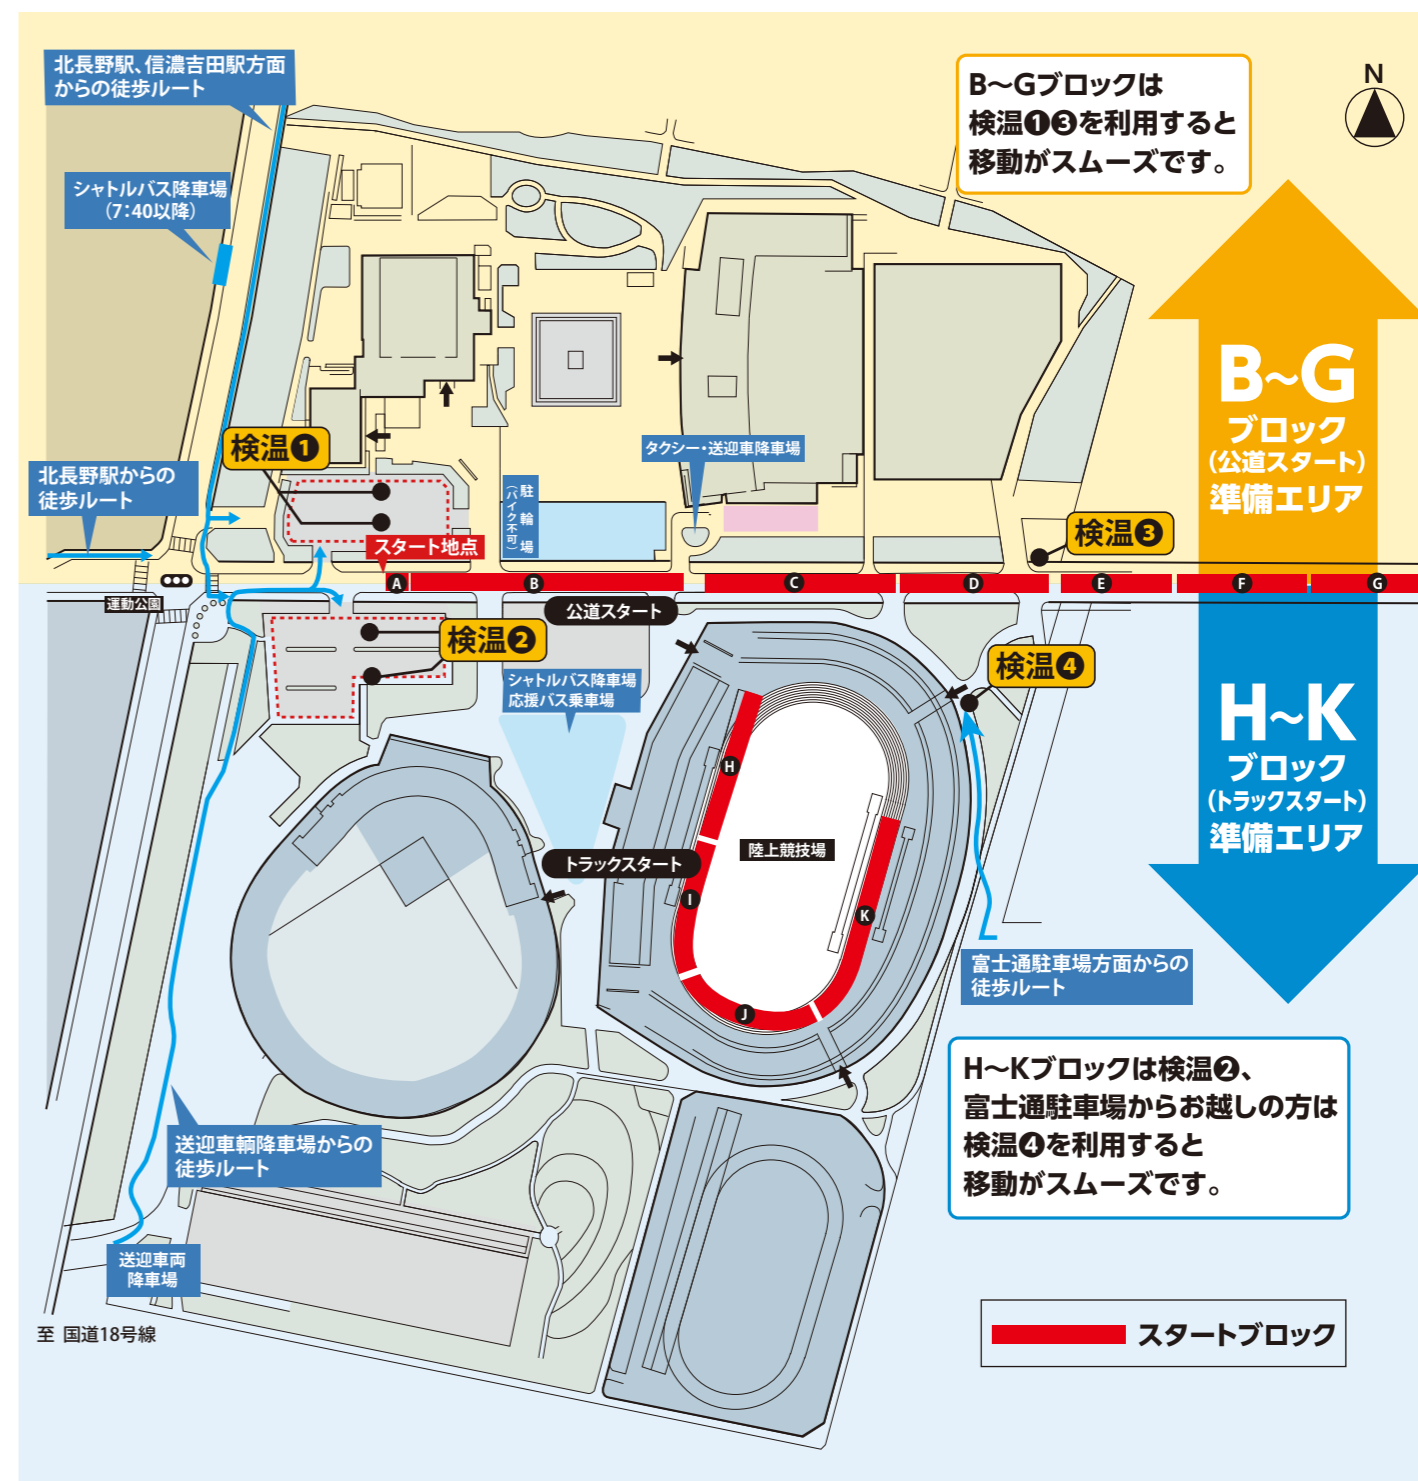 北長野駅、信濃吉田駅方面
からの徒歩ルート
B～Gブロックは
検温❶❸を利用すると
移動がスムーズです。
N
シャトルバス降車場
（7：40以降）
B～G
ブロック
（公道スタート）
準備エリア
検温❶
タクシー・送迎車降車場
北長野駅からの
徒歩ルート
駐輪場
（バイク不可）
検温❸
スタート地点
A
B
C
D
E
F
G
運動公園
公道スタート
検温❷
検温❹
シャトルバス降車場
応援バス乗車場
H～K
ブロック
（トラックスタート）
準備エリア
H
陸上競技場
トラックスタート
I
K
J
富士通駐車場方面からの
徒歩ルート
H～Kブロックは検温❷、
富士通駐車場からお越しの方は
検温❹を利用すると
移動がスムーズです。
送迎車輌降車場からの
徒歩ルート
送迎車両
降車場
至 国道18号線
スタートブロック